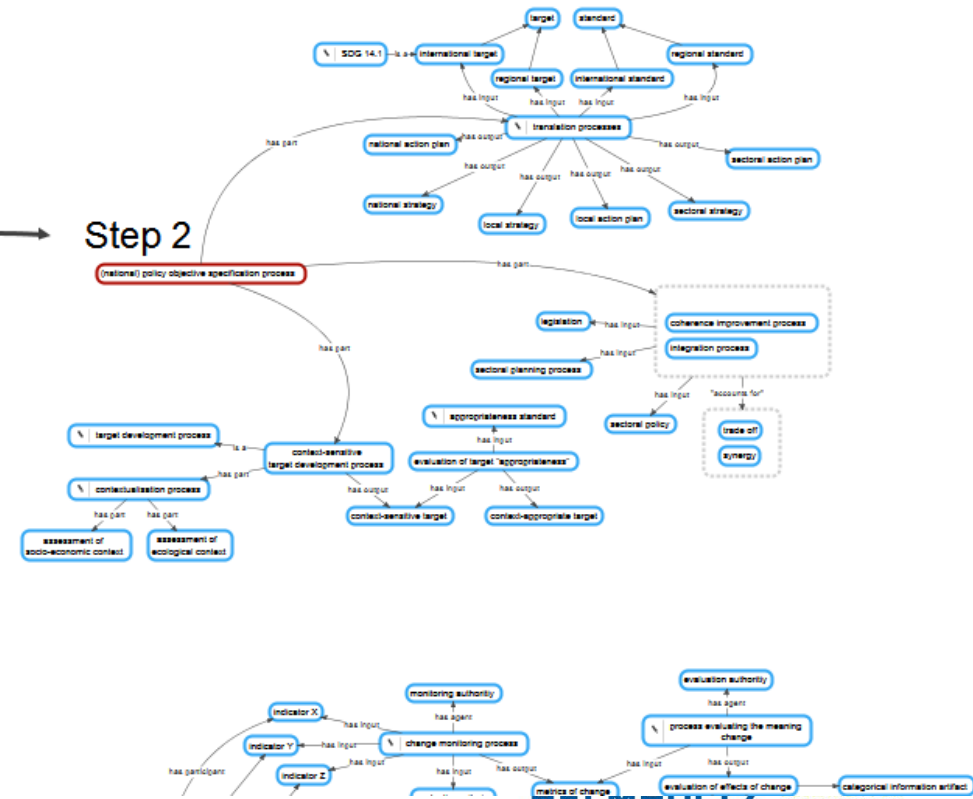 target
standard
SDG 14.1
is a
international target
regional standard
regional target
international standard
has input
has input
has input
has input
translation processes
has part
national action plan
has output
has output
sectoral action plan
has output
has output
has output
has output
national strategy
local strategy
local action plan
sectoral strategy
Step 2
(national) policy objective specification process
has part
legislation
has input
coherence improvement process
integration process
has input
sectoral planning process
has part
has input
"accounts for"
sectoral policy
trade off
synergy
appropriateness standard
has input
target development process
is a
context-sensitive
target development process
evaluation of target "appropriateness"
has part
contextualisation process
has output
has input
has output
has part
has part
context-sensitive target
context-appropriate target
assessment of
socio-economic context
assessment of
ecological context
evaluation authoritiy
monitoring authoritiy
has agent
indicator X
has agent
has input
process evaluating the meaning
change
indicator Y
has input
change monitoring process
has input
has participant
indicator Z
has input
has output
has input
has output
metrics of change
evaluation of effects of change
categorical information artifact